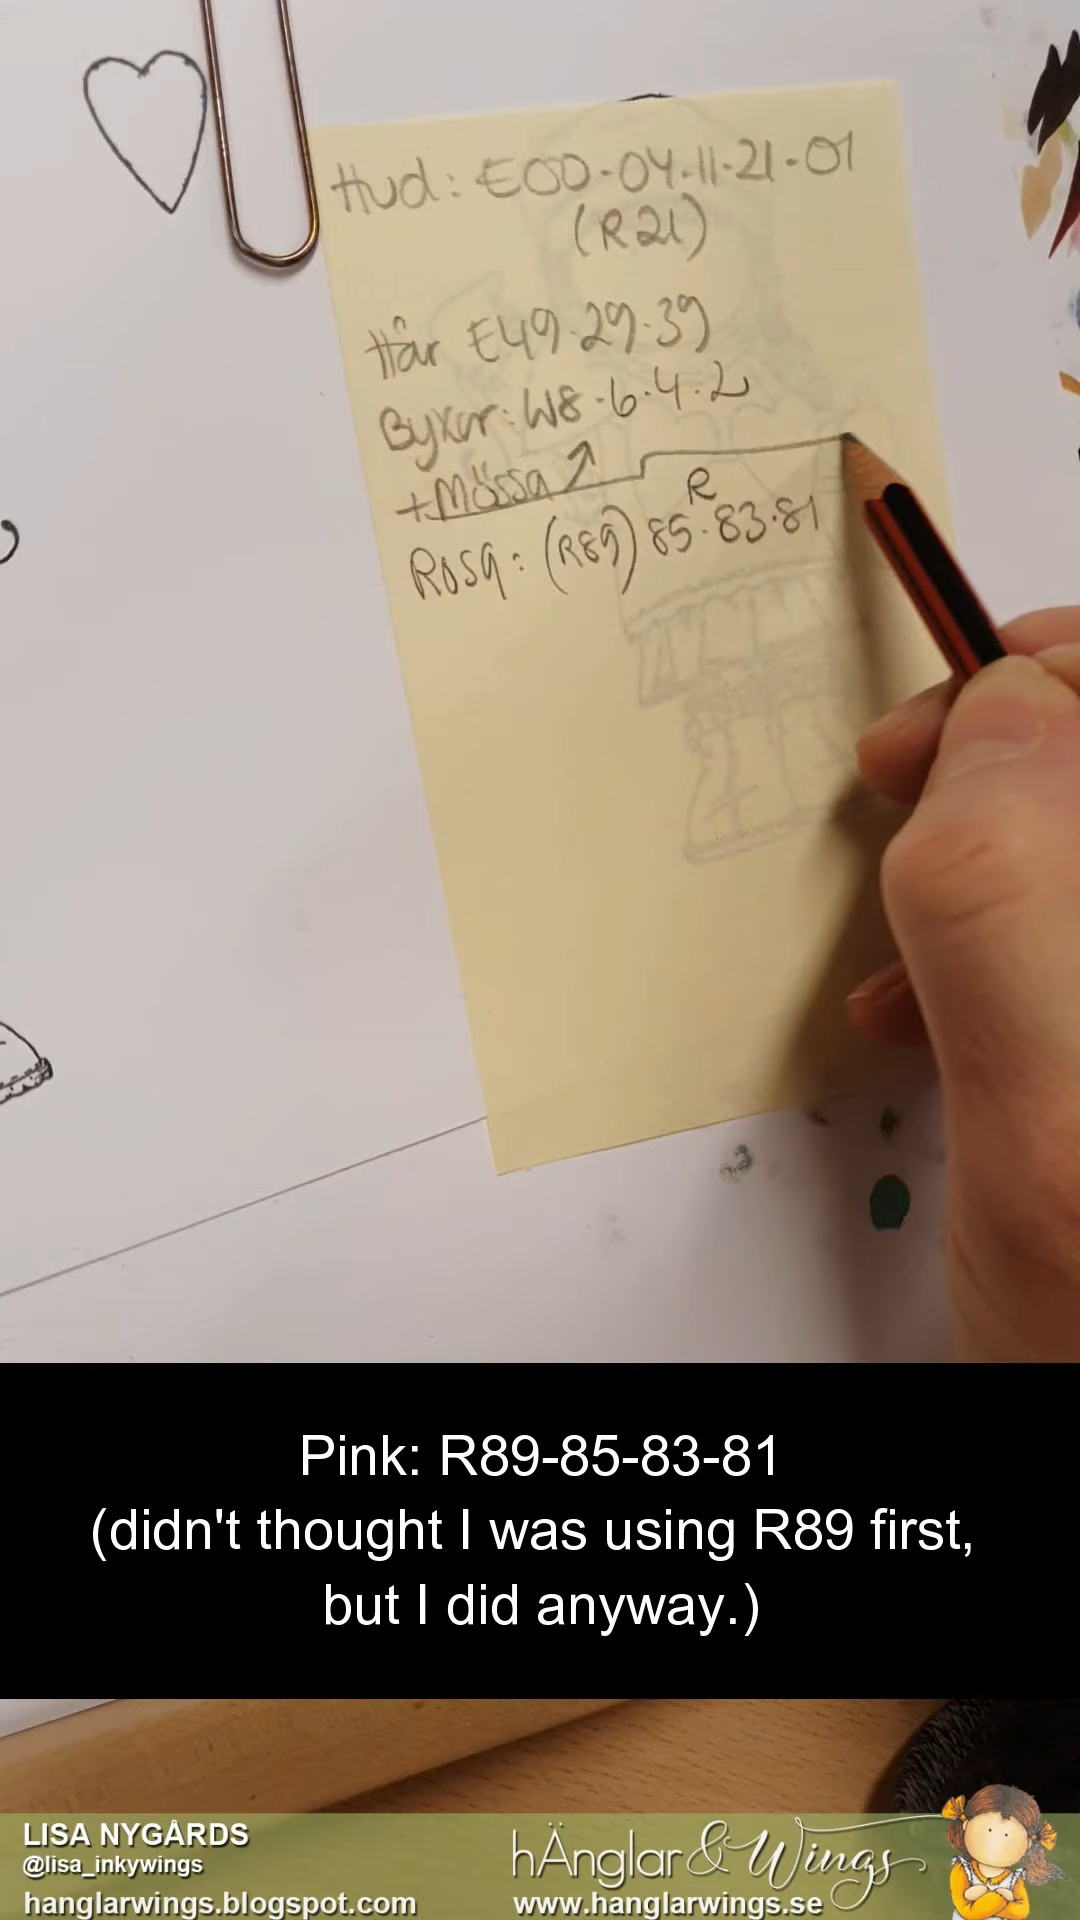 Hud: E00-04-11-21-01
(R21)
Hår E49·29·39
Byxor: W8·6·4·2
+Mössa ↗
R
Rosa: (R89) 85·83·81
Pink: R89-85-83-81
(didn't thought I was using R89 first,
but I did anyway.)
LISA NYGÅRDS
@lisa_inkywings
hanglarwings.blogspot.com
hÄnglar & Wings
www.hanglarwings.se